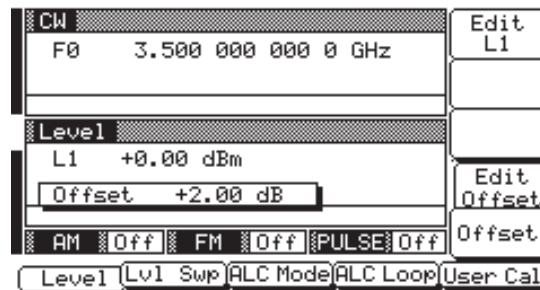 CW
F0 3.500 000 000 0 GHz
Edit
L1
Level
L1 +0.00 dBm
Offset +2.00 dB
Edit
Offset
Offset
AM Off FM Off PULSE Off
Level Lvl Swp ALC Mode ALC Loop User Cal